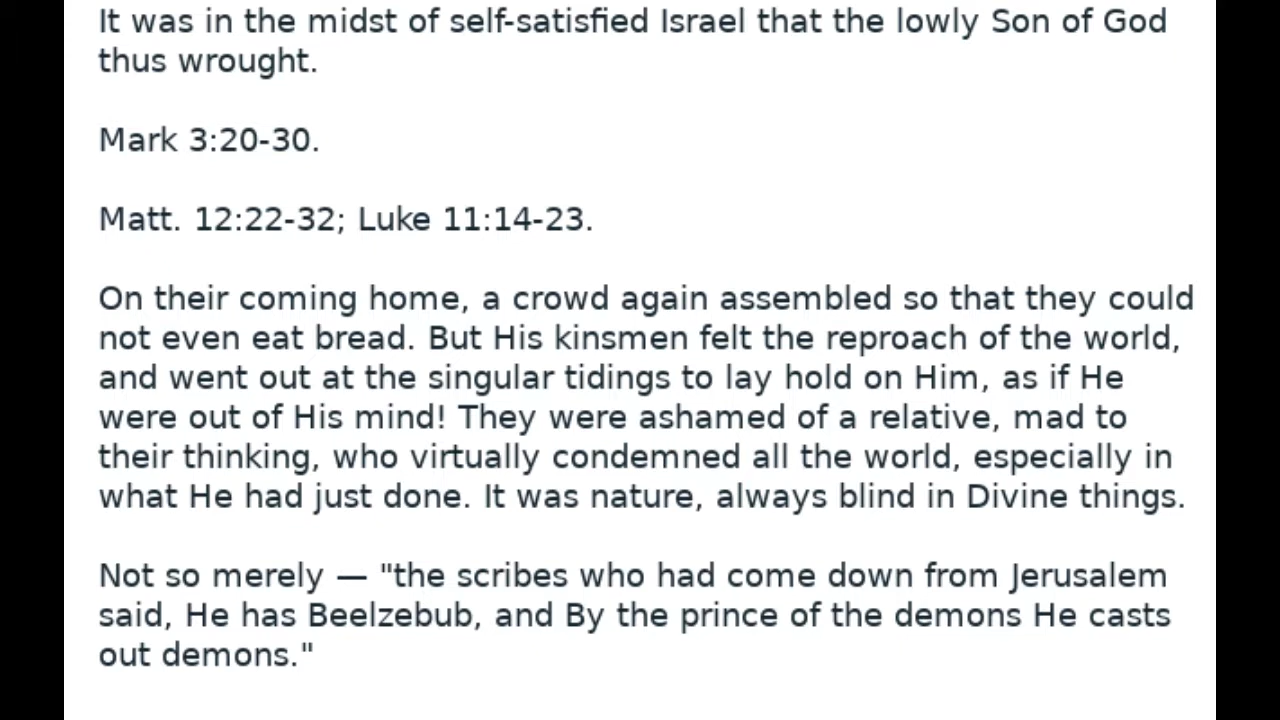 It was in the midst of self-satisfied Israel that the lowly Son of God
thus wrought.
Mark 3:20-30.
Matt. 12:22-32; Luke 11:14-23.
On their coming home, a crowd again assembled so that they could
not even eat bread. But His kinsmen felt the reproach of the world,
and went out at the singular tidings to lay hold on Him, as if He
were out of His mind! They were ashamed of a relative, mad to
their thinking, who virtually condemned all the world, especially in
what He had just done. It was nature, always blind in Divine things.
Not so merely — "the scribes who had come down from Jerusalem
said, He has Beelzebub, and By the prince of the demons He casts
out demons."